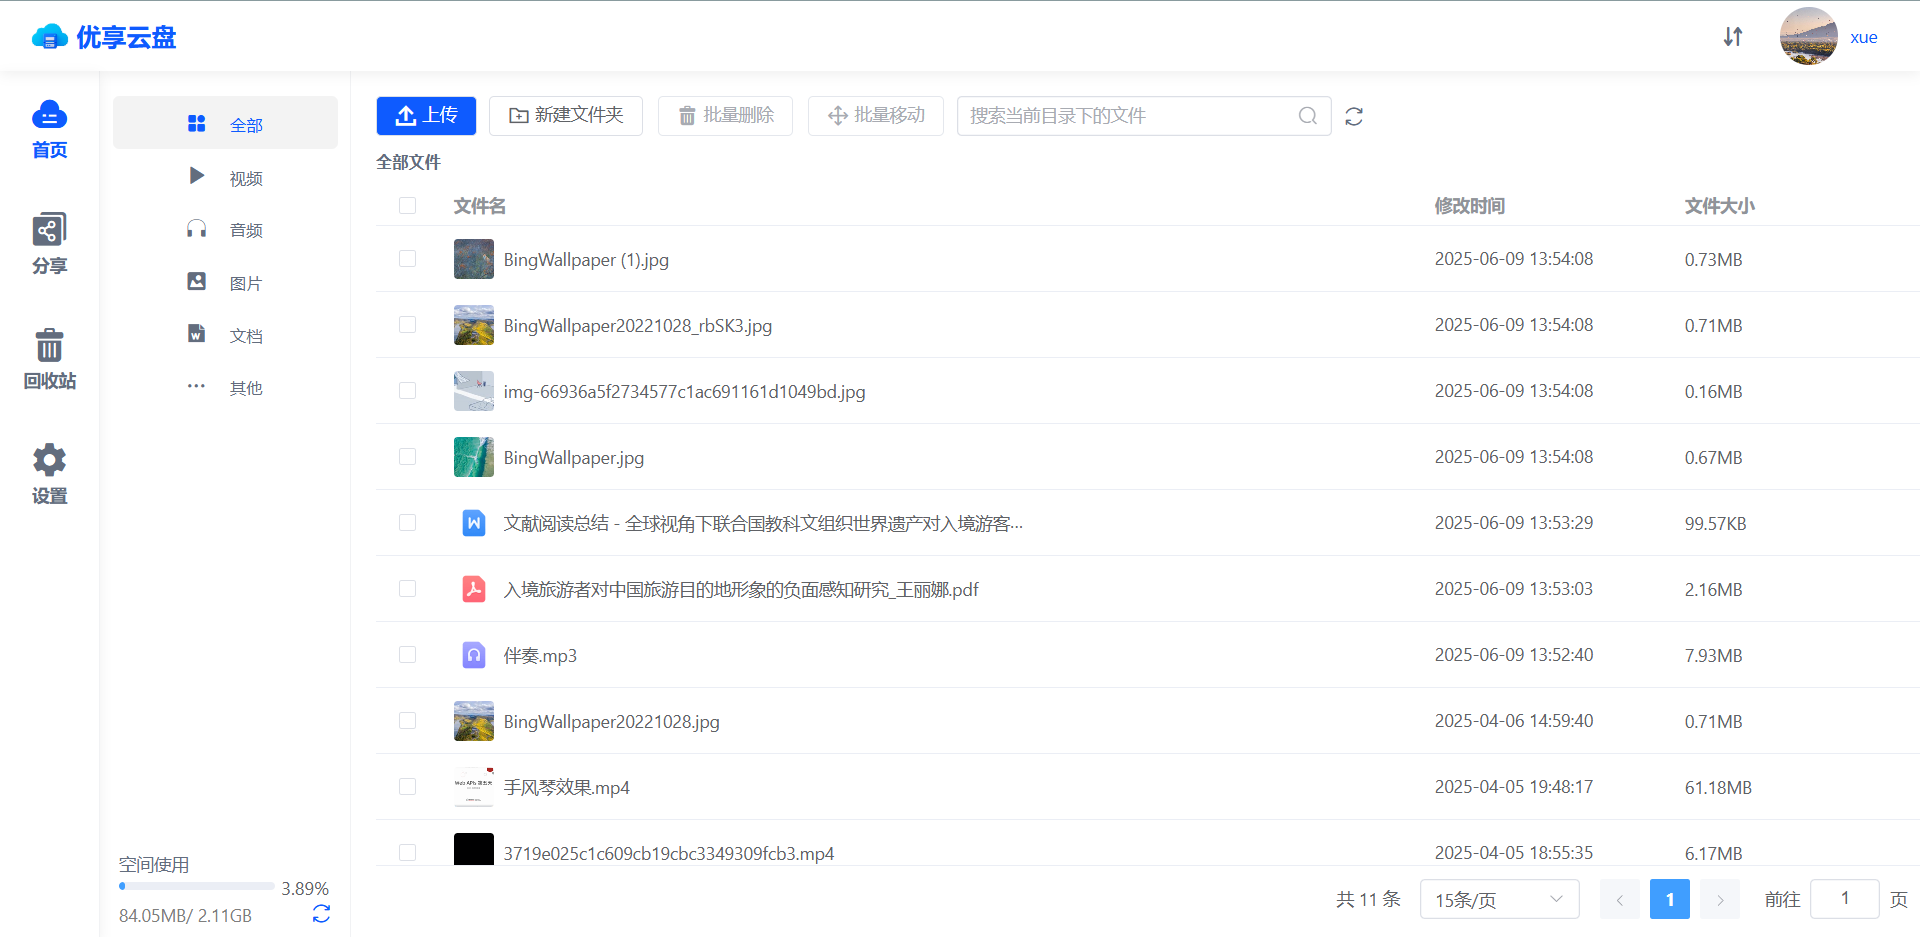 优享云盘
xue
首页
分享
回收站
设置
全部
视频
音频
图片
文档
其他
空间使用
3.89%
84.05MB/ 2.11GB
上传 新建文件夹 批量删除 批量移动 搜索当前目录下的文件
全部文件
文件名 修改时间 文件大小
BingWallpaper (1).jpg 2025-06-09 13:54:08 0.73MB
BingWallpaper20221028_rbSK3.jpg 2025-06-09 13:54:08 0.71MB
img-66936a5f2734577c1ac691161d1049bd.jpg 2025-06-09 13:54:08 0.16MB
BingWallpaper.jpg 2025-06-09 13:54:08 0.67MB
文献阅读总结 - 全球视角下联合国教科文组织世界遗产对入境游客... 2025-06-09 13:53:29 99.57KB
入境旅游者对中国旅游目的地形象的负面感知研究_王丽娜.pdf 2025-06-09 13:53:03 2.16MB
伴奏.mp3 2025-06-09 13:52:40 7.93MB
BingWallpaper20221028.jpg 2025-04-06 14:59:40 0.71MB
手风琴效果.mp4 2025-04-05 19:48:17 61.18MB
3719e025c1c609cb19cbc3349309fcb3.mp4 2025-04-05 18:55:35 6.17MB
共 11 条 15条/页 1 前往 1 页